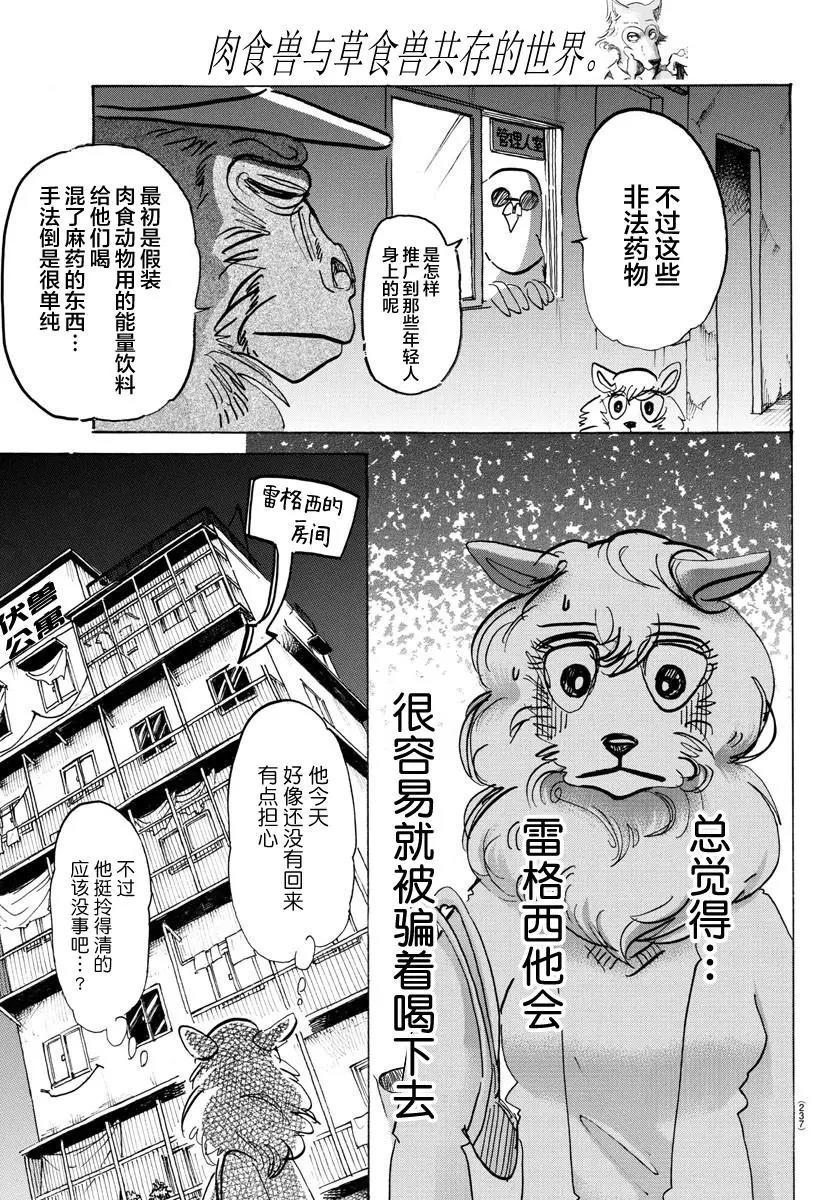 肉食兽与草食兽共存的世界。
管理人室
不过这些
非法药物
是怎样
推广到那些年轻人
身上的呢
最初是假装
肉食动物用的能量饮料
给他们喝
混了麻药的东西…
手法倒是很单纯
总觉得…
雷格西他会
很容易就被骗着喝下去
雷格西的
房间
伏兽
公寓
他今天
好像还没有回来
有点担心
不过
他挺拎得清的
应该没事吧…?
(237)